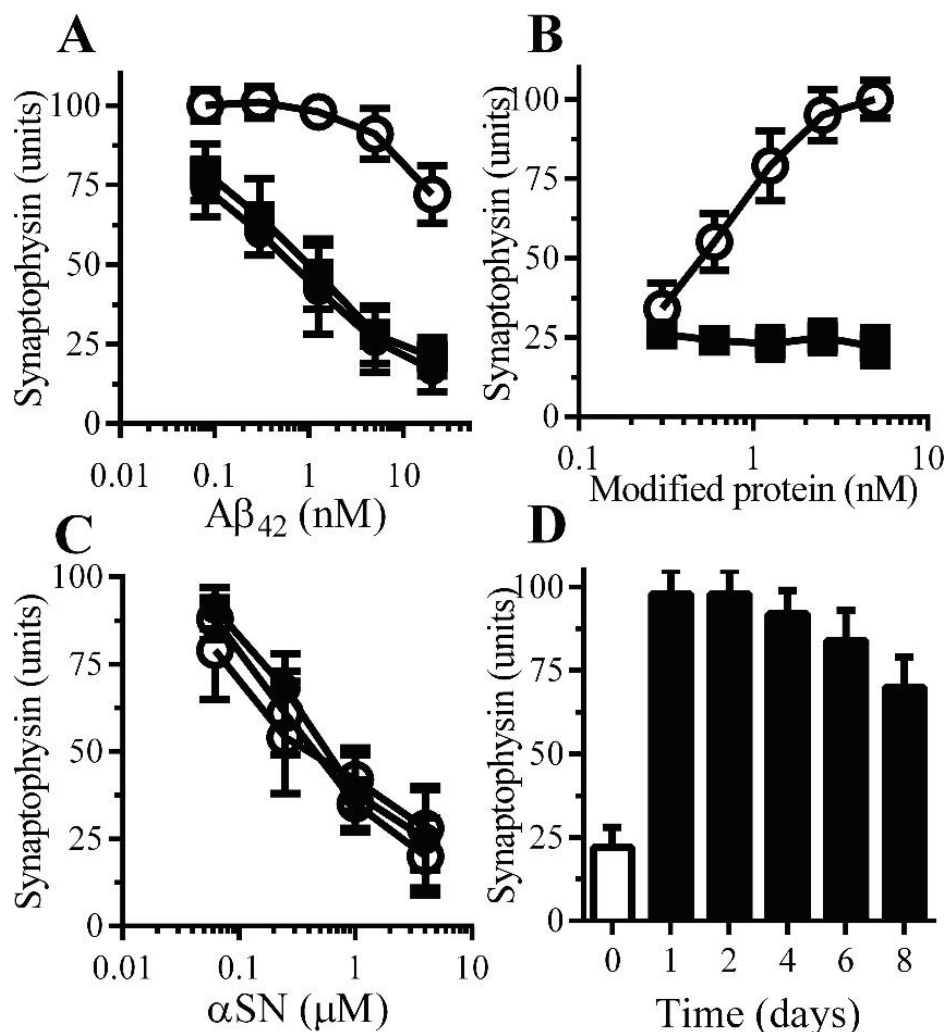 A
Synaptophysin (units)
100
75
50
25
0
0.01 0.1 1 10
Aβ₄₂ (nM)
B
Synaptophysin (units)
100
75
50
25
0
0.1 1 10
Modified protein (nM)
C
Synaptophysin (units)
100
75
50
25
0
0.01 0.1 1 10
αSN (μM)
D
Synaptophysin (units)
100
75
50
25
0
0 1 2 4 6 8
Time (days)